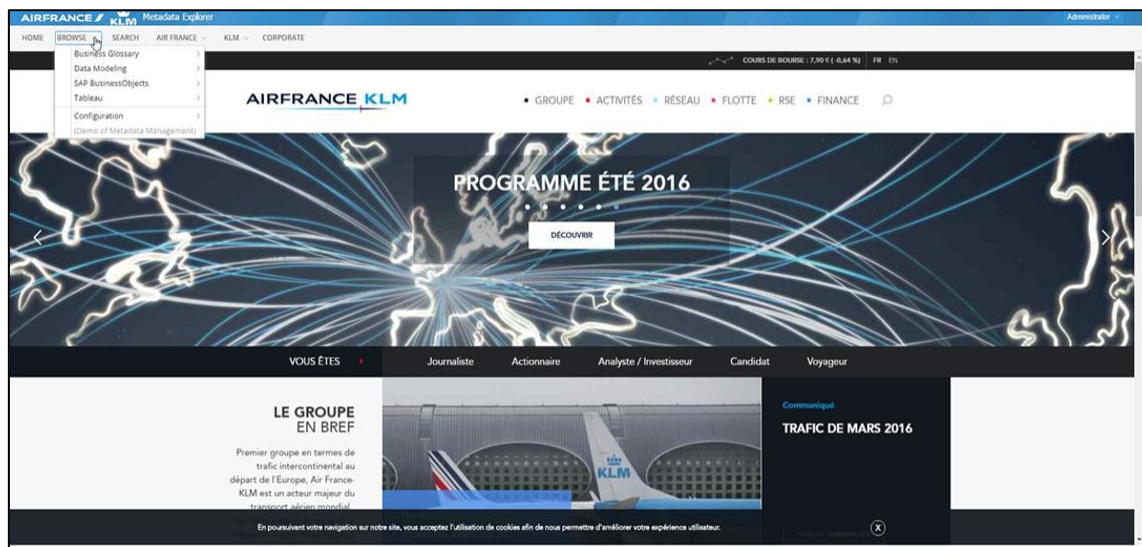 AIRFRANCE KLM Metadata Explorer Administrator
HOME BROWSE SEARCH AIR FRANCE KLM CORPORATE
Business Glossary
Data Modeling
SAP BusinessObjects
Tableau
Configuration
(Demo of Metadata Management)
COURS DE BOURSE : 7,90 € ( -0,64 %) FR EN
AIRFRANCE KLM
GROUPE ACTIVITÉS RÉSEAU FLOTTE RSE FINANCE
PROGRAMME ÉTÉ 2016
DÉCOUVRIR
VOUS ÊTES Journaliste Actionnaire Analyste / Investisseur Candidat Voyageur
LE GROUPE
EN BREF
Premier groupe en termes de
trafic intercontinental au
départ de l'Europe, Air France-
KLM est un acteur majeur du
transport aérien mondial.
KLM
Communiqué
TRAFIC DE MARS 2016
En poursuivant votre navigation sur notre site, vous acceptez l'utilisation de cookies afin de nous permettre d'améliorer votre expérience utilisateur. X